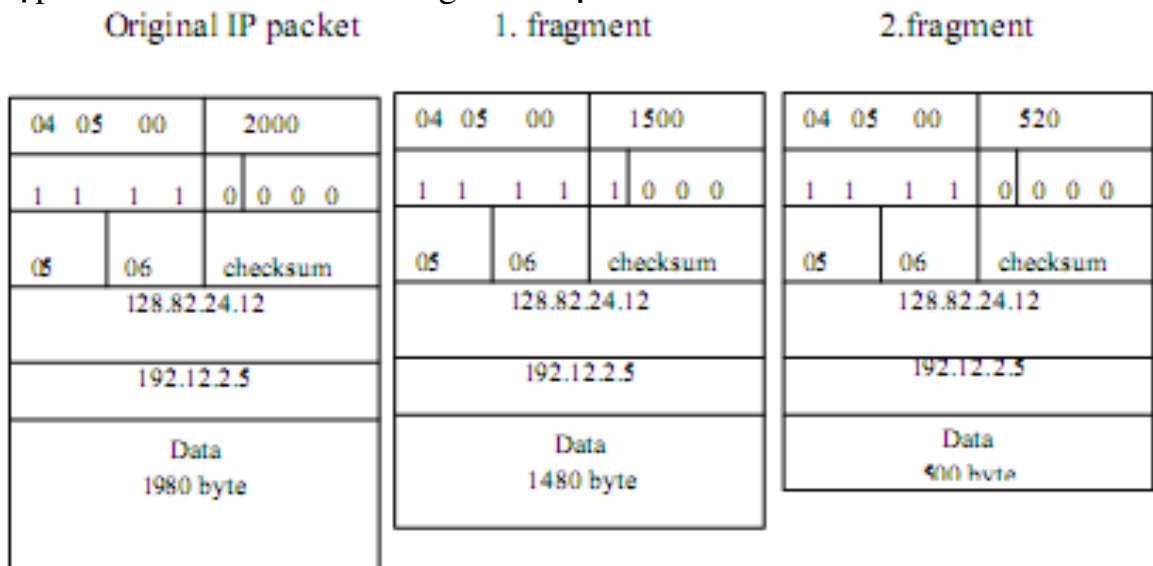 Original IP packet 1. fragment 2.fragment
04 05 00 2000 04 05 00 1500 04 05 00 520
1 1 1 1 0 0 0 0 1 1 1 1 1 0 0 0 1 1 1 1 0 0 0 0
05 06 checksum 05 06 checksum 05 06 checksum
128.82.24.12 128.82.24.12 128.82.24.12
192.12.2.5 192.12.2.5 192.12.2.5
Data Data Data
1980 byte 1480 byte 500 byte